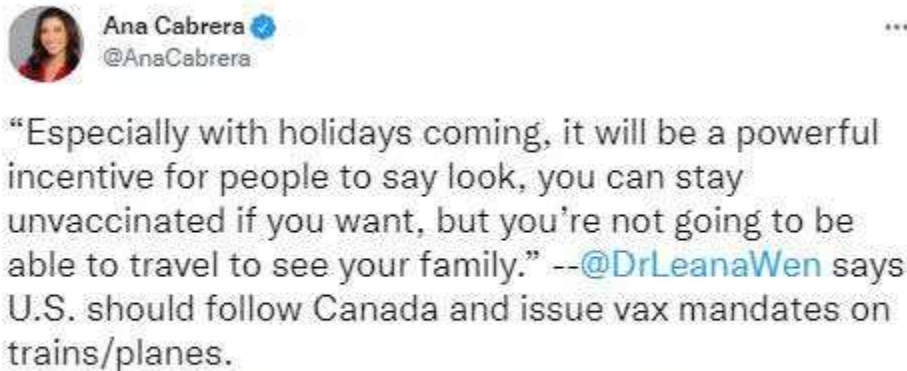 Ana Cabrera
@AnaCabrera
“Especially with holidays coming, it will be a powerful
incentive for people to say look, you can stay
unvaccinated if you want, but you’re not going to be
able to travel to see your family.” --@DrLeanaWen says
U.S. should follow Canada and issue vax mandates on
trains/planes.